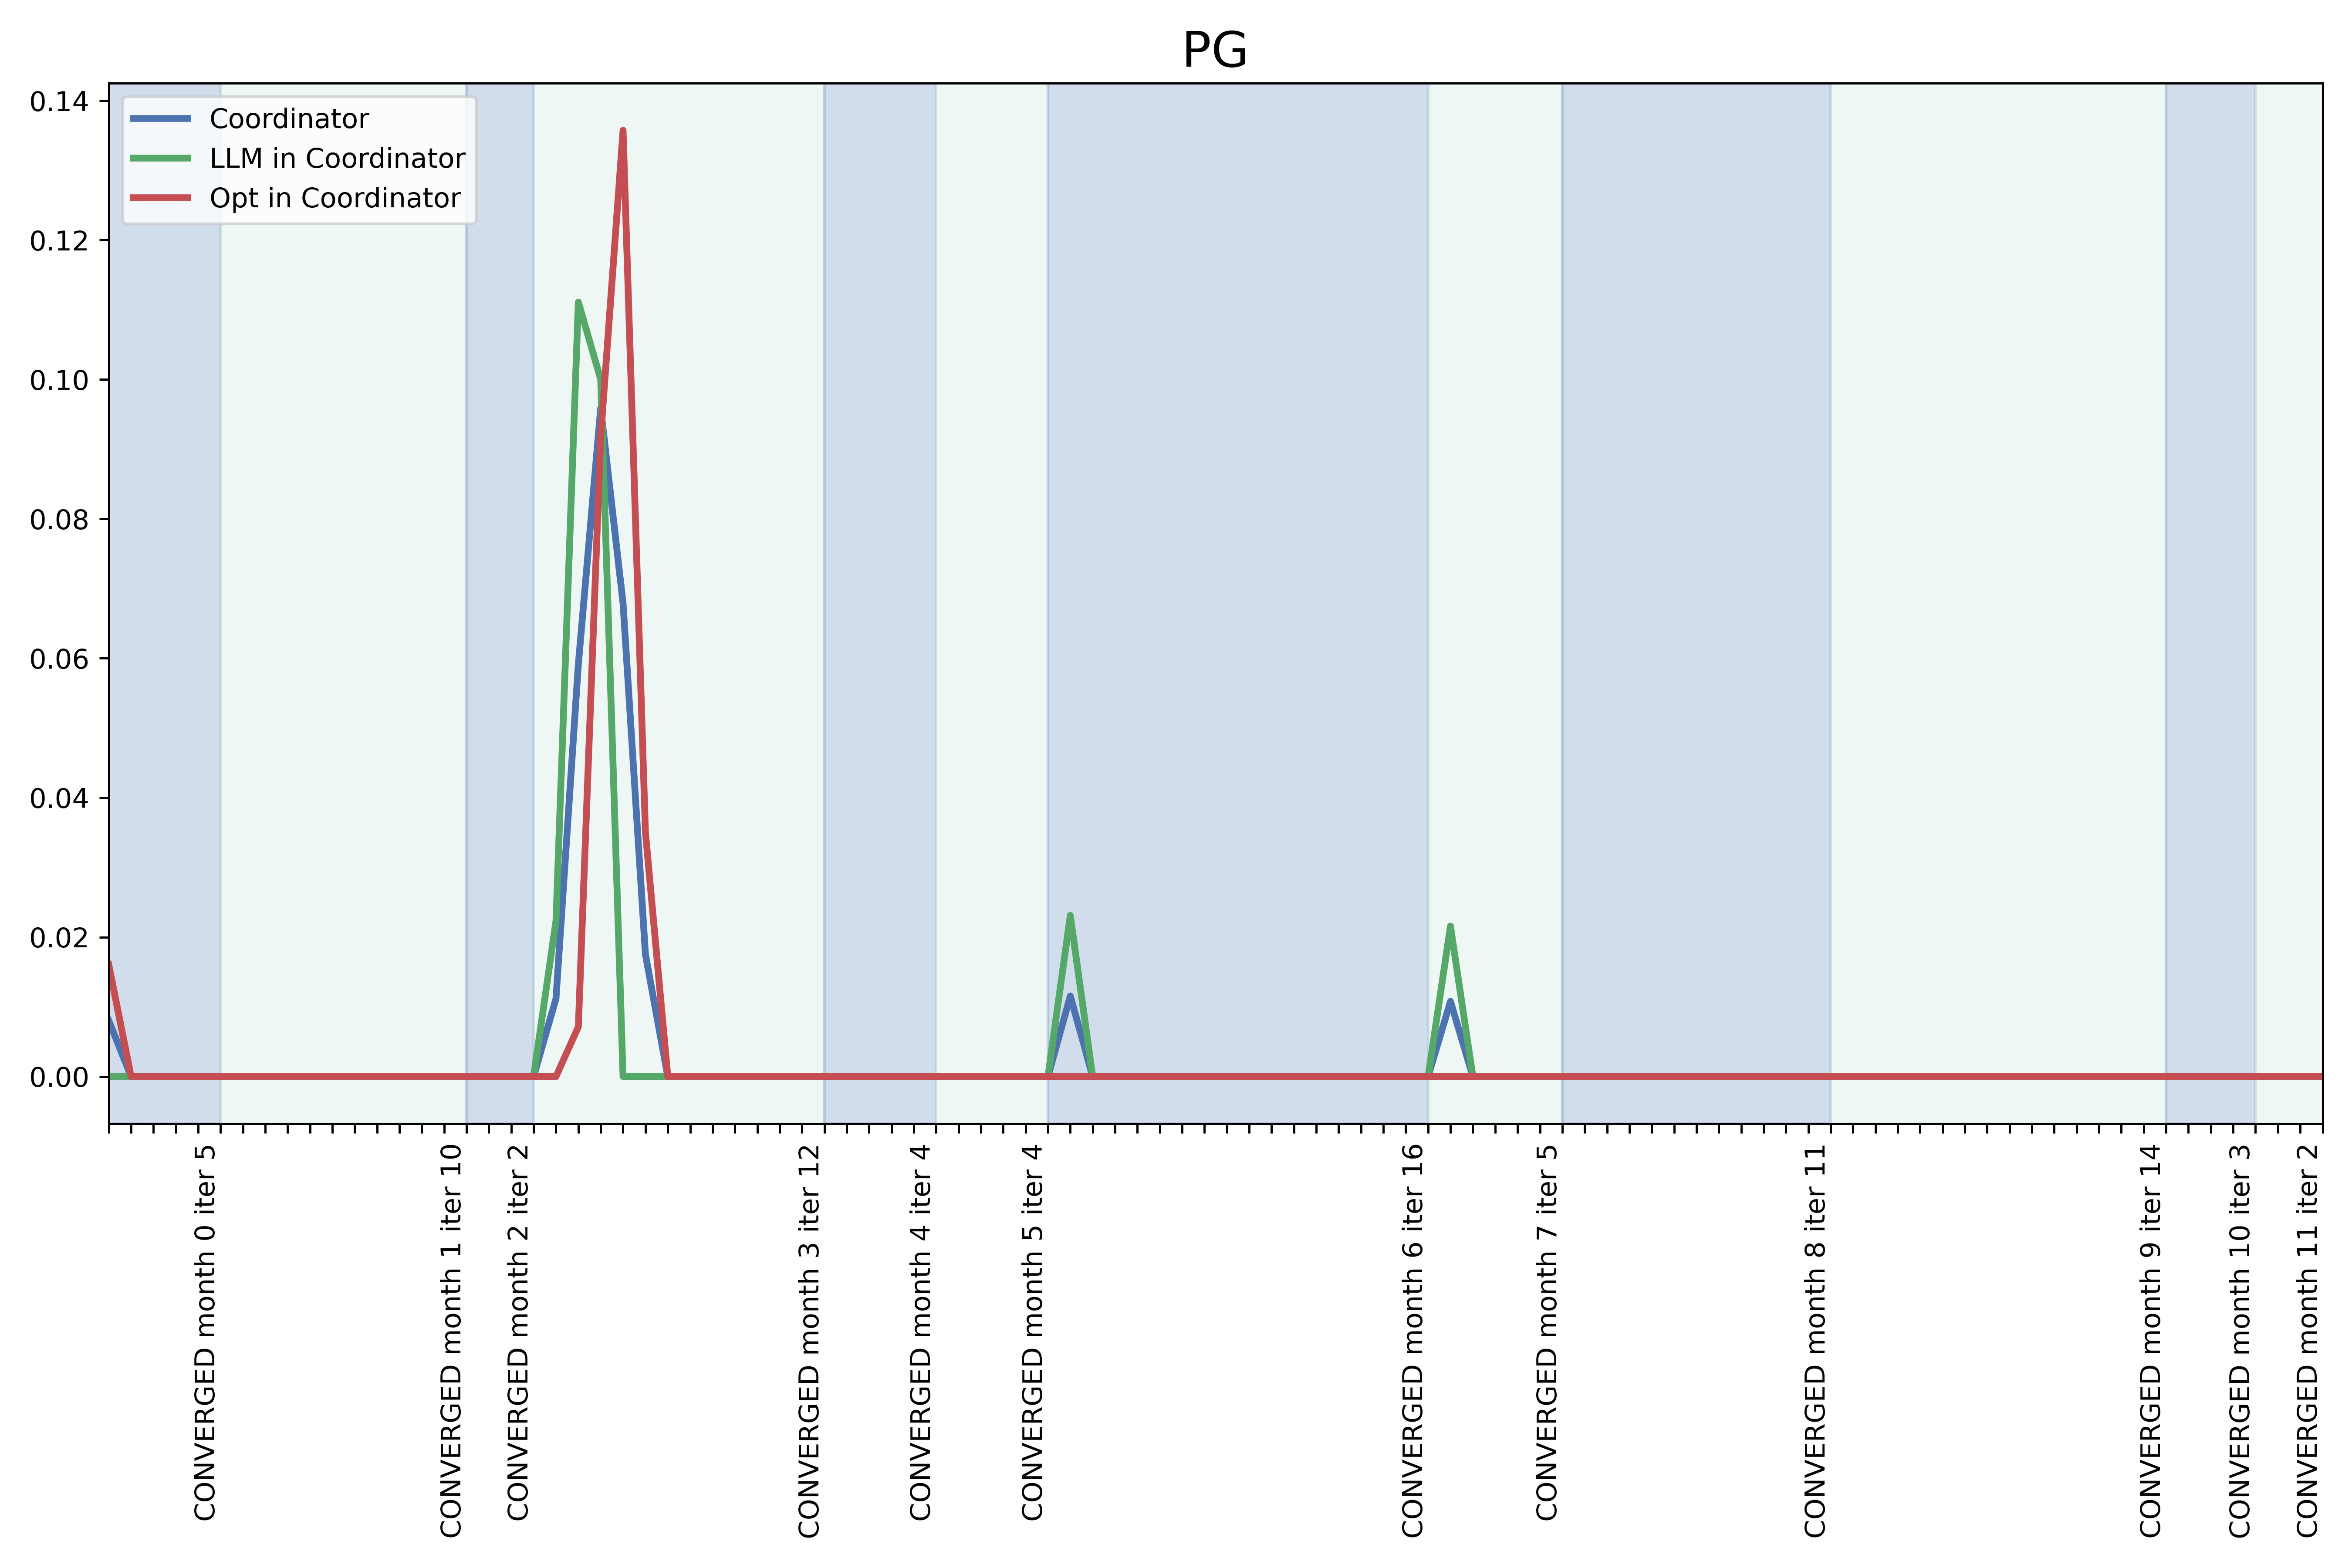 PG
0.14
0.12
0.10
0.08
0.06
0.04
0.02
0.00
Coordinator
LLM in Coordinator
Opt in Coordinator
CONVERGED month 0 iter 5
CONVERGED month 1 iter 10
CONVERGED month 2 iter 2
CONVERGED month 3 iter 12
CONVERGED month 4 iter 4
CONVERGED month 5 iter 4
CONVERGED month 6 iter 16
CONVERGED month 7 iter 5
CONVERGED month 8 iter 11
CONVERGED month 9 iter 14
CONVERGED month 10 iter 3
CONVERGED month 11 iter 2